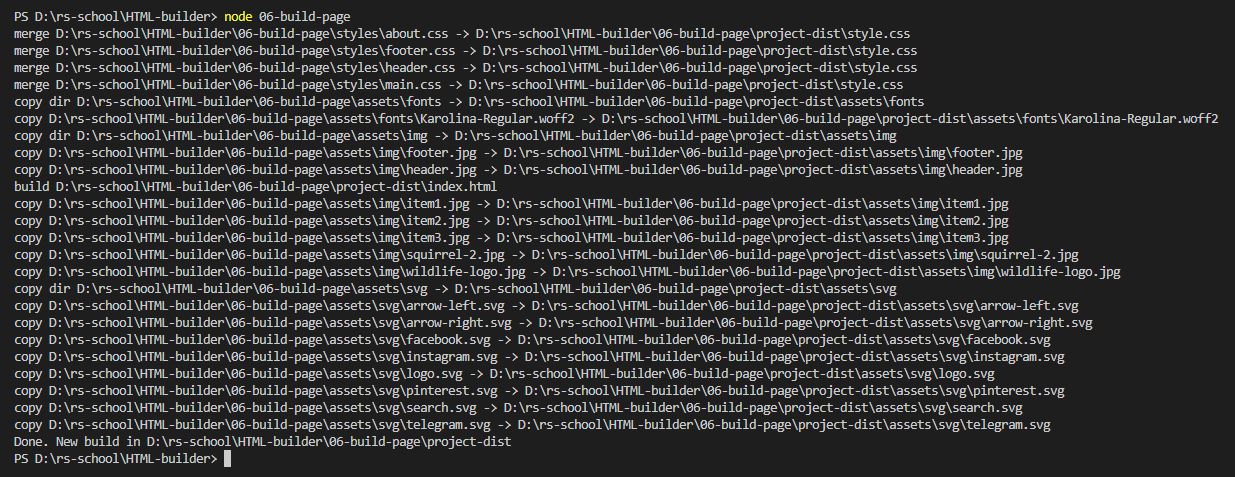 PS D:\rs-school\HTML-builder> node 06-build-page
merge D:\rs-school\HTML-builder\06-build-page\styles\about.css -> D:\rs-school\HTML-builder\06-build-page\project-dist\style.css
merge D:\rs-school\HTML-builder\06-build-page\styles\footer.css -> D:\rs-school\HTML-builder\06-build-page\project-dist\style.css
merge D:\rs-school\HTML-builder\06-build-page\styles\header.css -> D:\rs-school\HTML-builder\06-build-page\project-dist\style.css
merge D:\rs-school\HTML-builder\06-build-page\styles\main.css -> D:\rs-school\HTML-builder\06-build-page\project-dist\style.css
copy dir D:\rs-school\HTML-builder\06-build-page\assets\fonts -> D:\rs-school\HTML-builder\06-build-page\project-dist\assets\fonts
copy D:\rs-school\HTML-builder\06-build-page\assets\fonts\Karolina-Regular.woff2 -> D:\rs-school\HTML-builder\06-build-page\project-dist\assets\fonts\Karolina-Regular.woff2
copy dir D:\rs-school\HTML-builder\06-build-page\assets\img -> D:\rs-school\HTML-builder\06-build-page\project-dist\assets\img
copy D:\rs-school\HTML-builder\06-build-page\assets\img\footer.jpg -> D:\rs-school\HTML-builder\06-build-page\project-dist\assets\img\footer.jpg
copy D:\rs-school\HTML-builder\06-build-page\assets\img\header.jpg -> D:\rs-school\HTML-builder\06-build-page\project-dist\assets\img\header.jpg
build D:\rs-school\HTML-builder\06-build-page\project-dist\index.html
copy D:\rs-school\HTML-builder\06-build-page\assets\img\item1.jpg -> D:\rs-school\HTML-builder\06-build-page\project-dist\assets\img\item1.jpg
copy D:\rs-school\HTML-builder\06-build-page\assets\img\item2.jpg -> D:\rs-school\HTML-builder\06-build-page\project-dist\assets\img\item2.jpg
copy D:\rs-school\HTML-builder\06-build-page\assets\img\item3.jpg -> D:\rs-school\HTML-builder\06-build-page\project-dist\assets\img\item3.jpg
copy D:\rs-school\HTML-builder\06-build-page\assets\img\squirrel-2.jpg -> D:\rs-school\HTML-builder\06-build-page\project-dist\assets\img\squirrel-2.jpg
copy D:\rs-school\HTML-builder\06-build-page\assets\img\wildlife-logo.jpg -> D:\rs-school\HTML-builder\06-build-page\project-dist\assets\img\wildlife-logo.jpg
copy dir D:\rs-school\HTML-builder\06-build-page\assets\svg -> D:\rs-school\HTML-builder\06-build-page\project-dist\assets\svg
copy D:\rs-school\HTML-builder\06-build-page\assets\svg\arrow-left.svg -> D:\rs-school\HTML-builder\06-build-page\project-dist\assets\svg\arrow-left.svg
copy D:\rs-school\HTML-builder\06-build-page\assets\svg\arrow-right.svg -> D:\rs-school\HTML-builder\06-build-page\project-dist\assets\svg\arrow-right.svg
copy D:\rs-school\HTML-builder\06-build-page\assets\svg\facebook.svg -> D:\rs-school\HTML-builder\06-build-page\project-dist\assets\svg\facebook.svg
copy D:\rs-school\HTML-builder\06-build-page\assets\svg\instagram.svg -> D:\rs-school\HTML-builder\06-build-page\project-dist\assets\svg\instagram.svg
copy D:\rs-school\HTML-builder\06-build-page\assets\svg\logo.svg -> D:\rs-school\HTML-builder\06-build-page\project-dist\assets\svg\logo.svg
copy D:\rs-school\HTML-builder\06-build-page\assets\svg\pinterest.svg -> D:\rs-school\HTML-builder\06-build-page\project-dist\assets\svg\pinterest.svg
copy D:\rs-school\HTML-builder\06-build-page\assets\svg\search.svg -> D:\rs-school\HTML-builder\06-build-page\project-dist\assets\svg\search.svg
copy D:\rs-school\HTML-builder\06-build-page\assets\svg\telegram.svg -> D:\rs-school\HTML-builder\06-build-page\project-dist\assets\svg\telegram.svg
Done. New build in D:\rs-school\HTML-builder\06-build-page\project-dist
PS D:\rs-school\HTML-builder>